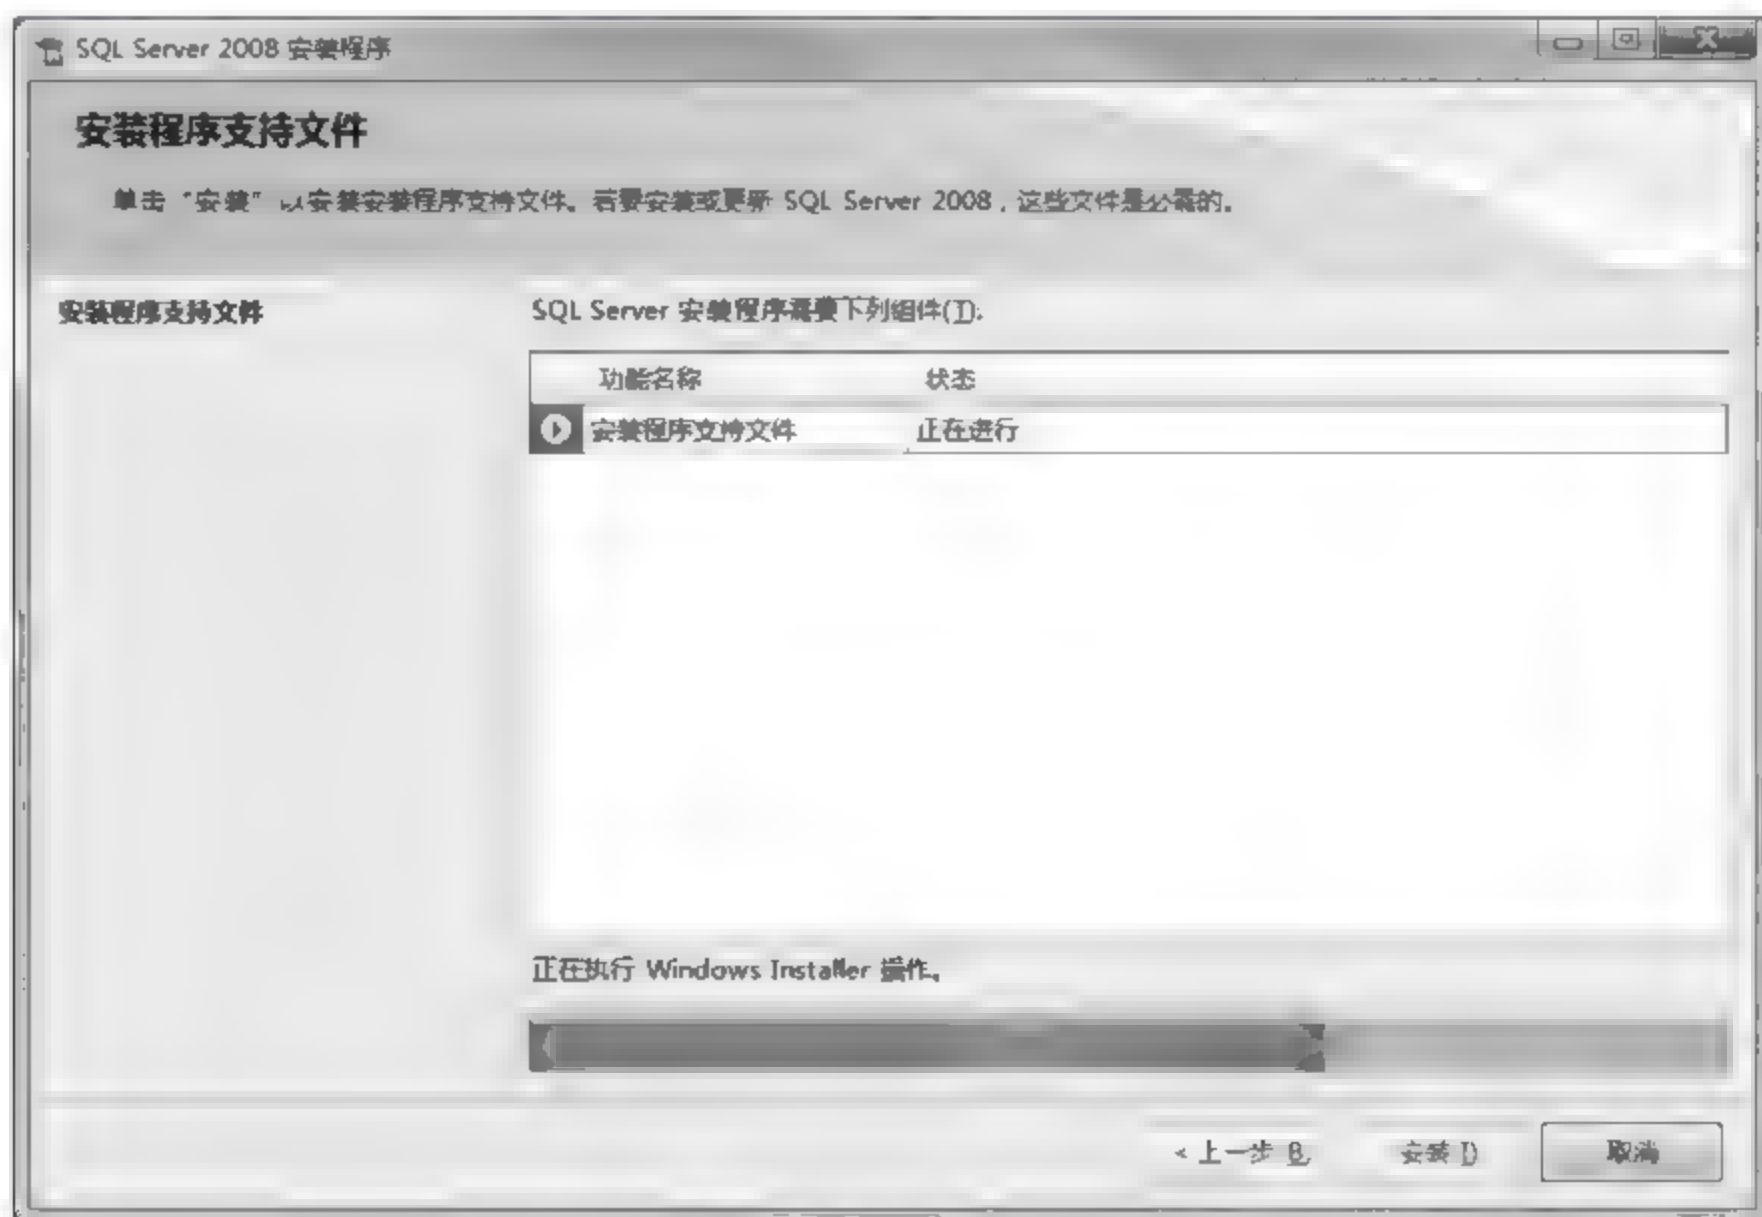 SQL Server 2008 安装程序
安装程序支持文件
单击“安装”以安装安装程序支持文件。若要安装或更新 SQL Server 2008，这些文件是必需的。
安装程序支持文件
SQL Server 安装程序需要下列组件(T):
功能名称 状态
安装程序支持文件 正在进行
正在执行 Windows Installer 操作。
< 上一步 B 安装 I 取消